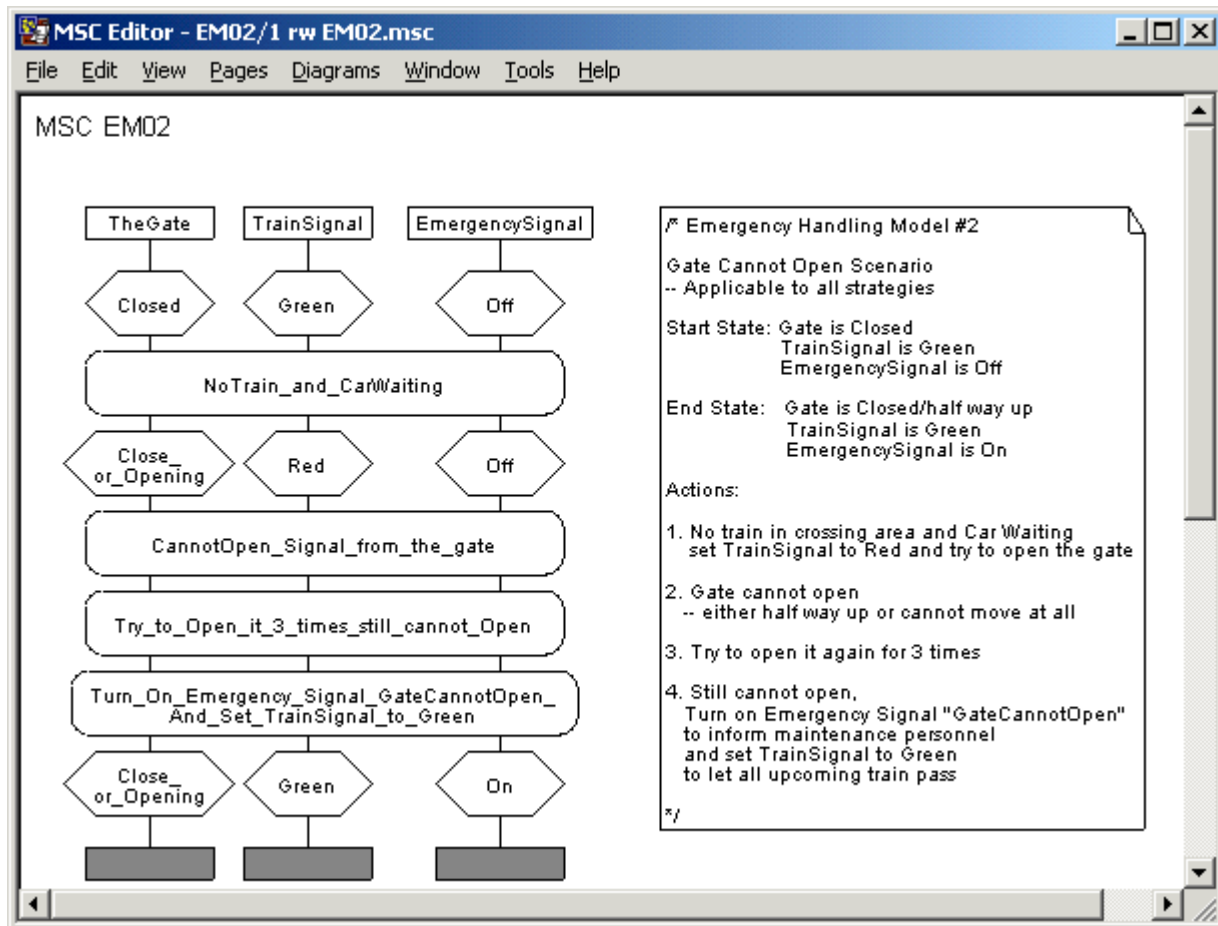 MSC Editor - EM02/1 rw EM02.msc
File Edit View Pages Diagrams Window Tools Help
MSC EM02
TheGate
TrainSignal
EmergencySignal
Closed
Green
Off
NoTrain_and_CarWaiting
Close_
or_Opening
Red
Off
CannotOpen_Signal_from_the_gate
Try_to_Open_it_3_times_still_cannot_Open
Turn_On_Emergency_Signal_GateCannotOpen_
And_Set_TrainSignal_to_Green
Close_
or_Opening
Green
On
/* Emergency Handling Model #2
Gate Cannot Open Scenario
-- Applicable to all strategies
Start State: Gate is Closed
TrainSignal is Green
EmergencySignal is Off
End State: Gate is Closed/half way up
TrainSignal is Green
EmergencySignal is On
Actions:
1. No train in crossing area and Car Waiting
set TrainSignal to Red and try to open the gate
2. Gate cannot open
-- either half way up or cannot move at all
3. Try to open it again for 3 times
4. Still cannot open,
Turn on Emergency Signal "GateCannotOpen"
to inform maintenance personnel
and set TrainSignal to Green
to let all upcoming train pass
*/